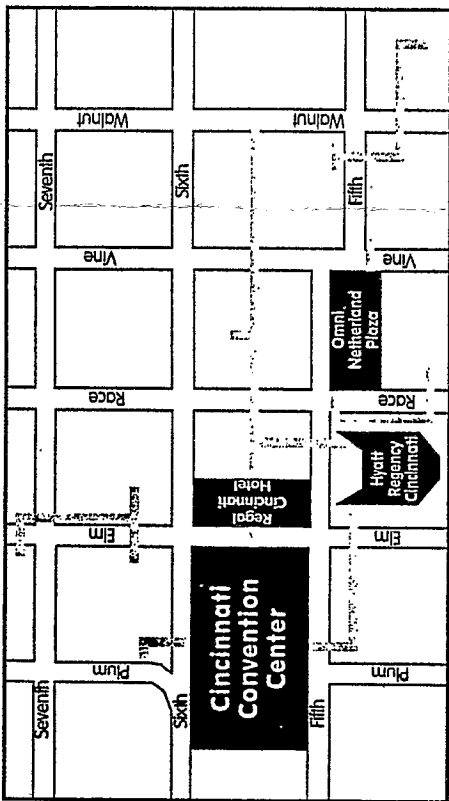 Walnut
Walnut
Seventh
Sixth
Fifth
Vine
Vine
Omni
Netherland
Plaza
Race
Race
Regal
Cincinnati
Hotel
Hyatt
Regency
Cincinnati
Elm
Elm
Cincinnati
Convention
Center
Plum
Plum
Seventh
Sixth
Fifth